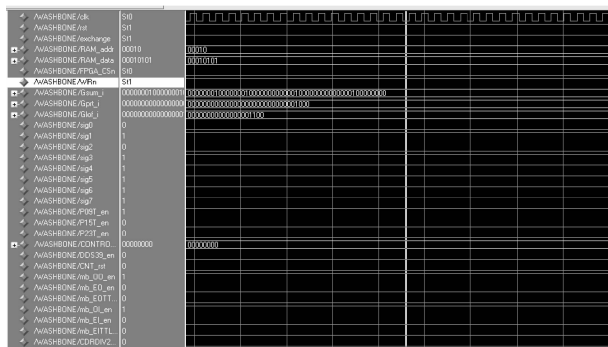 /WASHBONE/clk St0
/WASHBONE/rst St1
/WASHBONE/exchange St1
/WASHBONE/RAM_addr 00010 00010
/WASHBONE/RAM_data 00010101 00010101
/WASHBONE/FPGA_CSn St0
/WASHBONE/WRn St1
/WASHBONE/Gsum_i
/WASHBONE/Gprt_i
/WASHBONE/Glof_i
/WASHBONE/sig0 0
/WASHBONE/sig1 1
/WASHBONE/sig2 0
/WASHBONE/sig3 1
/WASHBONE/sig4 1
/WASHBONE/sig5 1
/WASHBONE/sig6 1
/WASHBONE/sig7 1
/WASHBONE/P09T_en 1
/WASHBONE/P15T_en 0
/WASHBONE/P23T_en 0
/WASHBONE/CONTRO... 00000000 00000000
/WASHBONE/DDS39_en 0
/WASHBONE/CNT_rst 0
/WASHBONE/mb_OO_en 1
/WASHBONE/mb_EO_en 0
/WASHBONE/mb_EOTT... 0
/WASHBONE/mb_OI_en 1
/WASHBONE/mb_EI_en 0
/WASHBONE/mb_EITTL... 0
/WASHBONE/CDRDIV2... 0